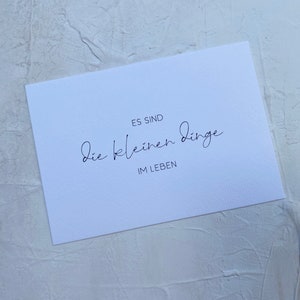 ES SIND
die kleinen dinge
IM LEBEN